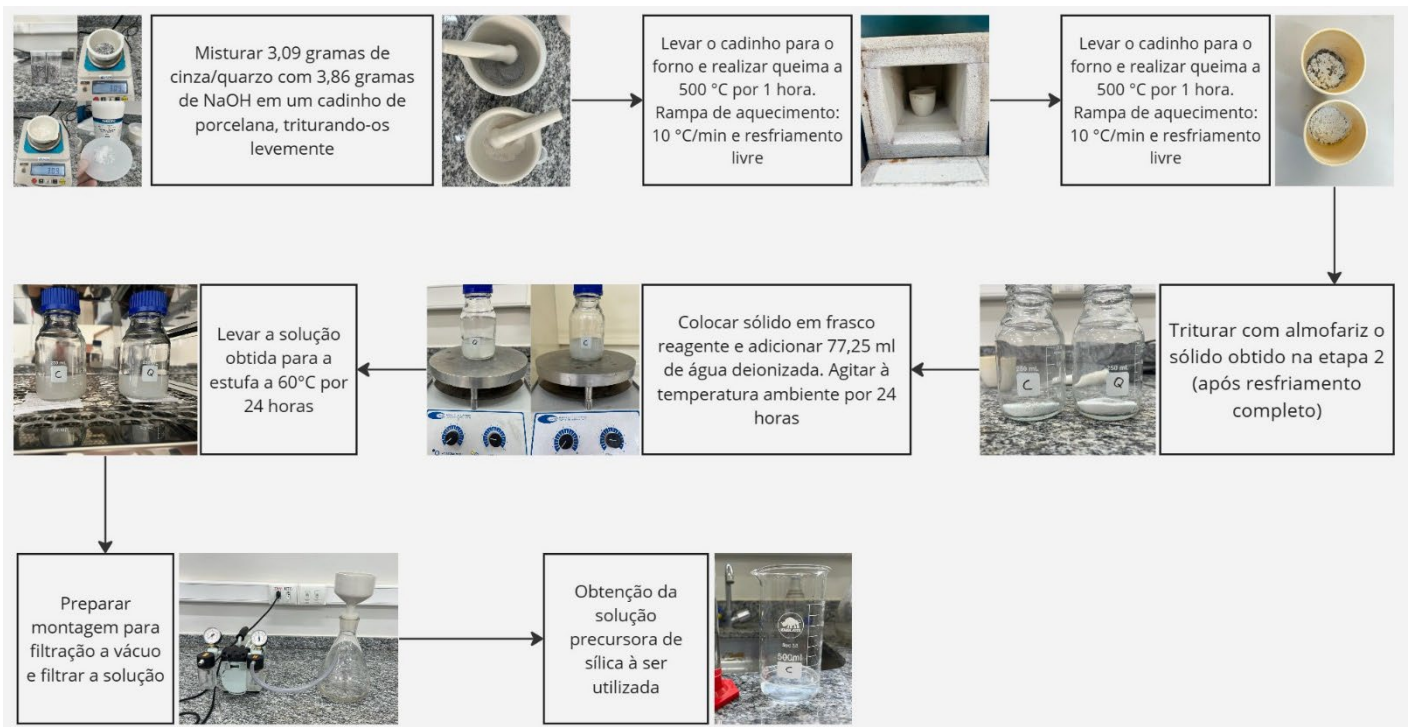 Misturar 3,09 gramas de
cinza/quarzo com 3,86 gramas
de NaOH em um cadinho de
porcelana, triturando-os
levemente
Levar o cadinho para o
forno e realizar queima a
500 °C por 1 hora.
Rampa de aquecimento:
10 °C/min e resfriamento
livre
Levar o cadinho para o
forno e realizar queima a
500 °C por 1 hora.
Rampa de aquecimento:
10 °C/min e resfriamento
livre
Triturar com almofariz o
sólido obtido na etapa 2
(após resfriamento
completo)
C
Q
Colocar sólido em frasco
reagente e adicionar 77,25 ml
de água deionizada. Agitar à
temperatura ambiente por 24
horas
Q
C
Levar a solução
obtida para a
estufa a 60°C por
24 horas
C
Q
Preparar
montagem para
filtração a vácuo
e filtrar a solução
Obtenção da
solução
precursora de
sílica à ser
utilizada
500ml
C